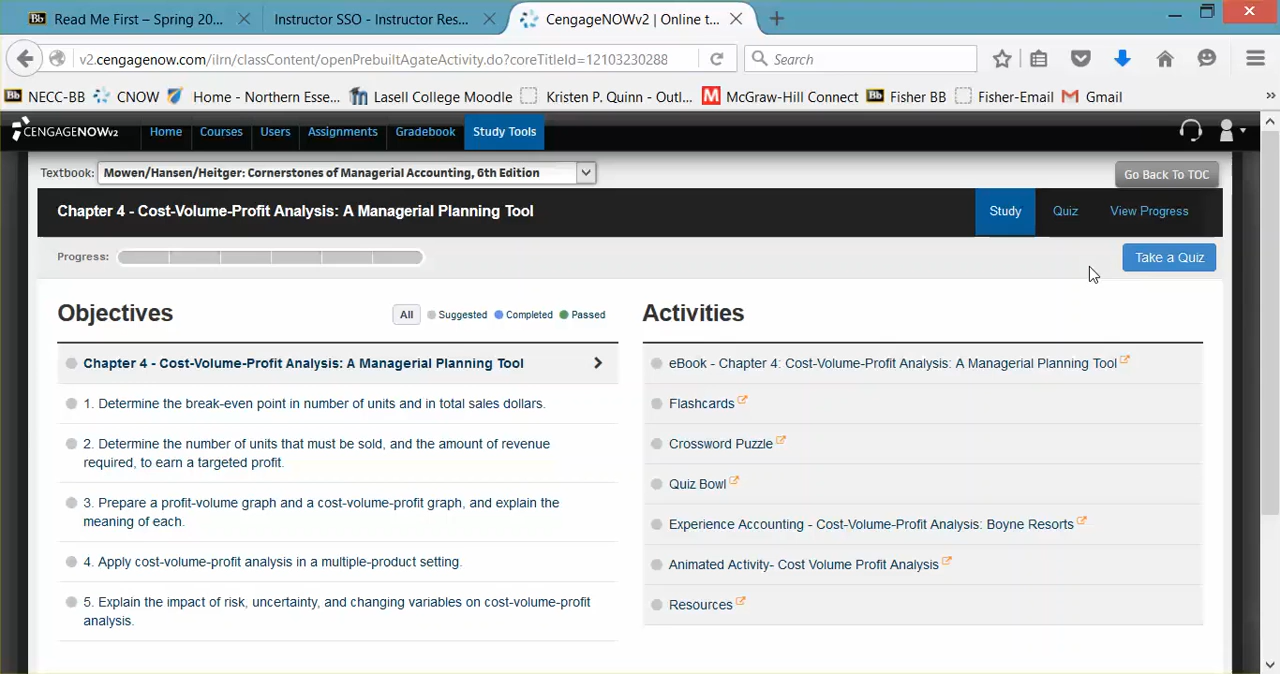 Read Me First – Spring 20...
Instructor SSO - Instructor Res...
CengageNOWv2 | Online t...
v2.cengagenow.com/ilrn/classContent/openPrebuiltAgateActivity.do?coreTitleId=12103230288
Search
Bb NECC-BB
CNOW
Home - Northern Esse...
Lasell College Moodle
Kristen P. Quinn - Outl...
McGraw-Hill Connect
Bb Fisher BB
Fisher-Email
Gmail
»
CENGAGENOWv2
Home
Courses
Users
Assignments
Gradebook
Study Tools
Textbook:
Mowen/Hansen/Heitger: Cornerstones of Managerial Accounting, 6th Edition
Go Back To TOC
Chapter 4 - Cost-Volume-Profit Analysis: A Managerial Planning Tool
Study
Quiz
View Progress
Progress:
Take a Quiz
Objectives
All
Suggested
Completed
Passed
Chapter 4 - Cost-Volume-Profit Analysis: A Managerial Planning Tool
1. Determine the break-even point in number of units and in total sales dollars.
2. Determine the number of units that must be sold, and the amount of revenue
required, to earn a targeted profit.
3. Prepare a profit-volume graph and a cost-volume-profit graph, and explain the
meaning of each.
4. Apply cost-volume-profit analysis in a multiple-product setting.
5. Explain the impact of risk, uncertainty, and changing variables on cost-volume-profit
analysis.
Activities
eBook - Chapter 4: Cost-Volume-Profit Analysis: A Managerial Planning Tool
Flashcards
Crossword Puzzle
Quiz Bowl
Experience Accounting - Cost-Volume-Profit Analysis: Boyne Resorts
Animated Activity- Cost Volume Profit Analysis
Resources